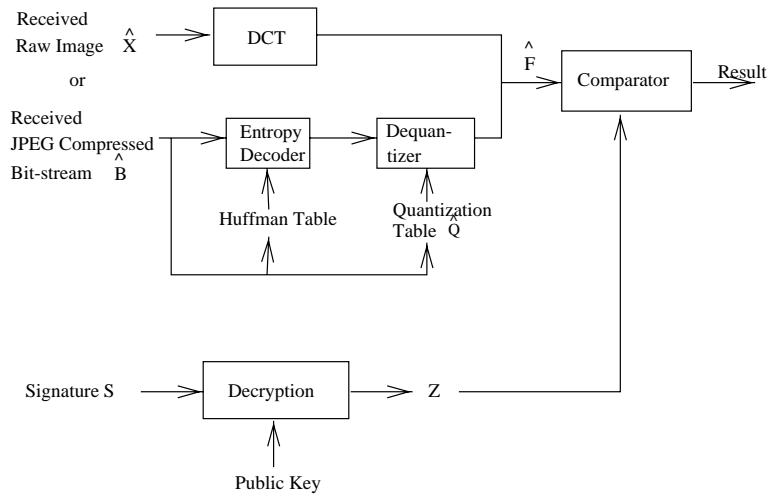 Received
Raw Image X̂
or
Received
JPEG Compressed
Bit-stream B̂
DCT
Entropy
Decoder
Dequan-
tizer
Huffman Table
Quantization
Table Q̂
F̂
Comparator
Result
Signature S
Decryption
Z
Public Key